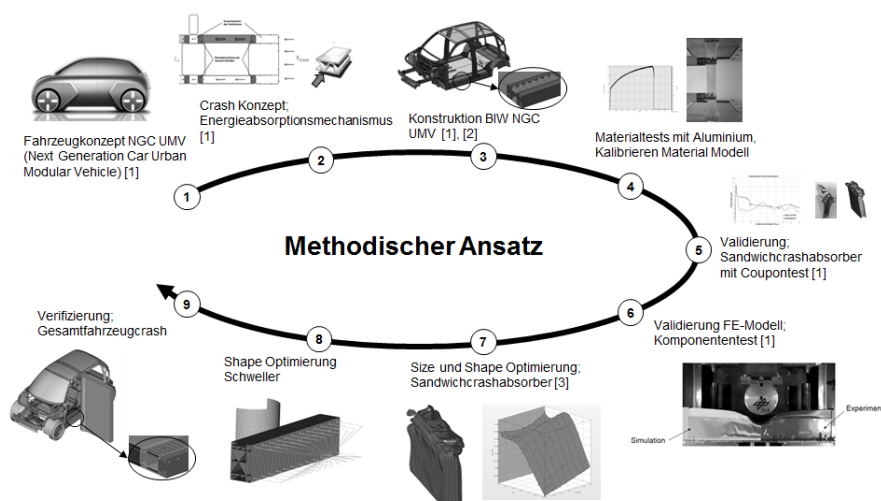 Fahrzeugkonzept NGC UMV
(Next Generation Car Urban
Modular Vehicle) [1]
1
Crash Konzept;
Energieabsorptionsmechanismus
[1]
2
Konstruktion BIW NGC
UMV [1], [2]
3
Materialtests mit Aluminium,
Kalibrieren Material Modell
4
Validierung;
Sandwichcrashabsorber
mit Coupontest [1]
5
Methodischer Ansatz
Validierung FE-Modell;
Komponententest [1]
6
Simulation
Experiment
Size und Shape Optimierung;
Sandwichcrashabsorber [3]
7
Shape Optimierung
Schweller
8
Verifizierung;
Gesamtfahrzeugcrash
9